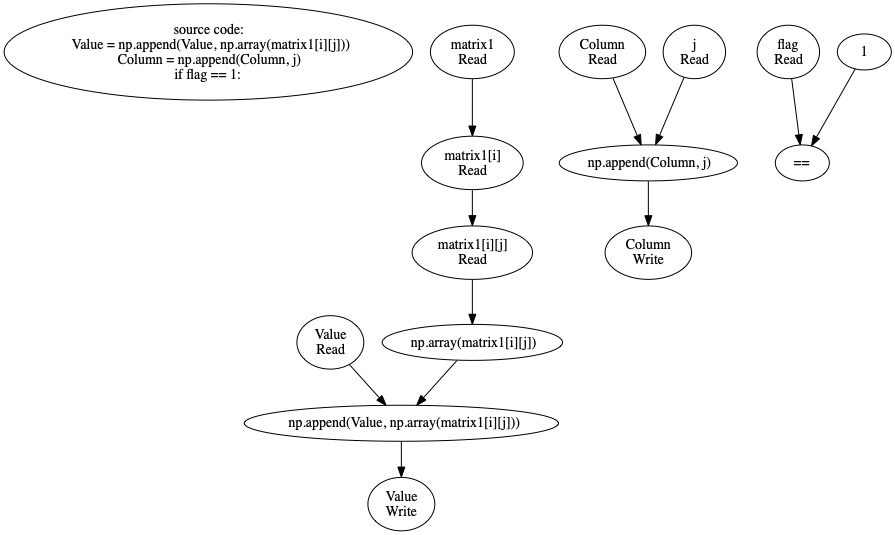 source code:
Value = np.append(Value, np.array(matrix1[i][j]))
Column = np.append(Column, j)
if flag == 1:
matrix1
Read
Column
Read
j
Read
flag
Read
1
matrix1[i]
Read
np.append(Column, j)
==
matrix1[i][j]
Read
Column
Write
Value
Read
np.array(matrix1[i][j])
np.append(Value, np.array(matrix1[i][j]))
Value
Write